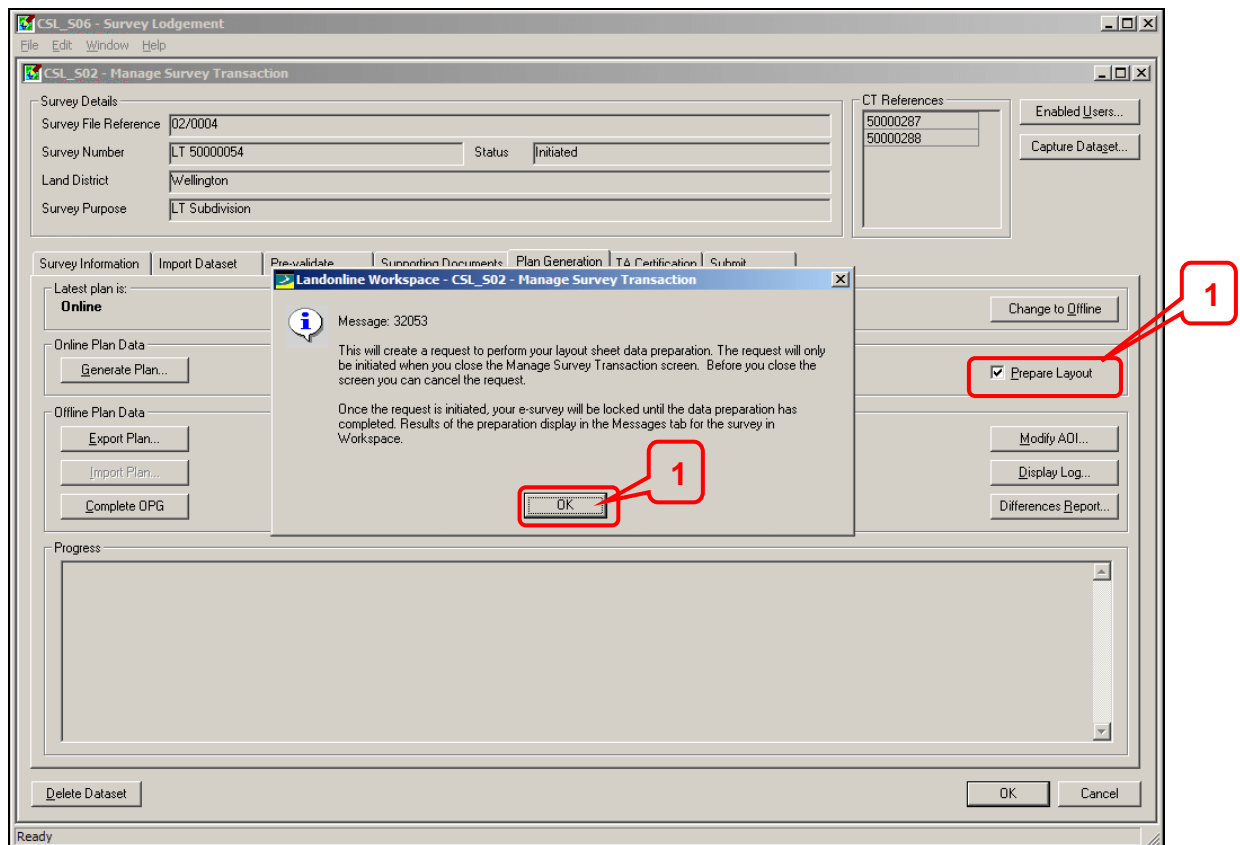 CSL_S06 - Survey Lodgement
File Edit Window Help
CSL_S02 - Manage Survey Transaction
Survey Details
Survey File Reference 02/0004
Survey Number LT 50000054 Status Initiated
Land District Wellington
Survey Purpose LT Subdivision
CT References
50000287
50000288
Enabled Users...
Capture Dataset...
Survey Information Import Dataset Pre-validate Supporting Documents Plan Generation TA Certification Submit
Latest plan is:
Online
Change to Offline
Online Plan Data
Generate Plan...
Prepare Layout
1
Offline Plan Data
Export Plan...
Import Plan...
Complete OPG
Modify AOI...
Display Log...
Differences Report...
Landonline Workspace - CSL_S02 - Manage Survey Transaction
Message: 32053
This will create a request to perform your layout sheet data preparation. The request will only
be initiated when you close the Manage Survey Transaction screen. Before you close the
screen you can cancel the request.
Once the request is initiated, your e-survey will be locked until the data preparation has
completed. Results of the preparation display in the Messages tab for the survey in
Workspace.
1
OK
Progress
Delete Dataset
OK Cancel
Ready